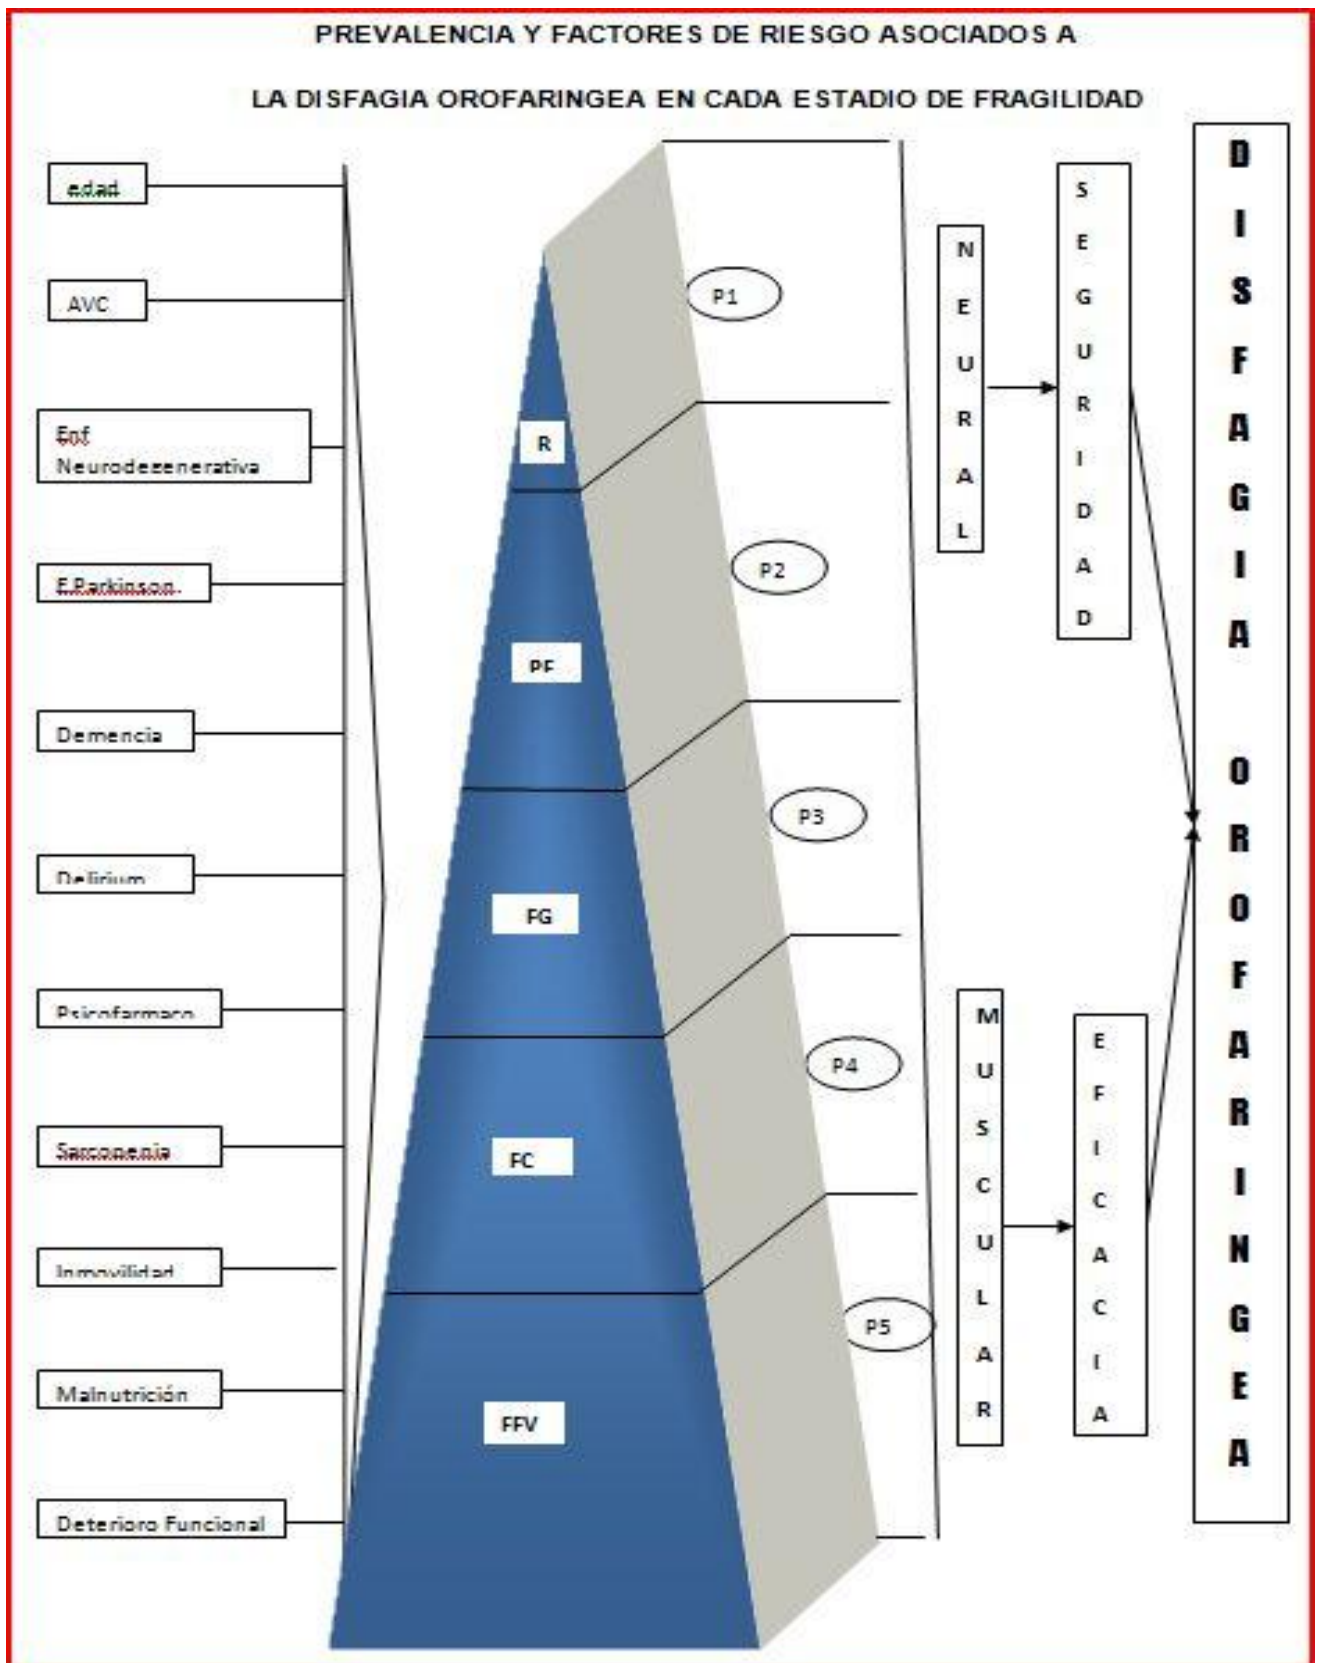 PREVALENCIA Y FACTORES DE RIESGO ASOCIADOS A
LA DISFAGIA OROFARINGEA EN CADA ESTADIO DE FRAGILIDAD
edad
AVC
Enf
Neurodegenerativa
E.Parkinson
Demencia
Delirium
Psicofarmaco
Sarcopenia
Inmovilidad
Malnutrición
Deterioro Funcional
R
PF
FG
FC
FFV
P1
P2
P3
P4
P5
NEURAL
MUSCULAR
SEGURIDAD
EFICACIA
DISFAGIA OROFARINGEA